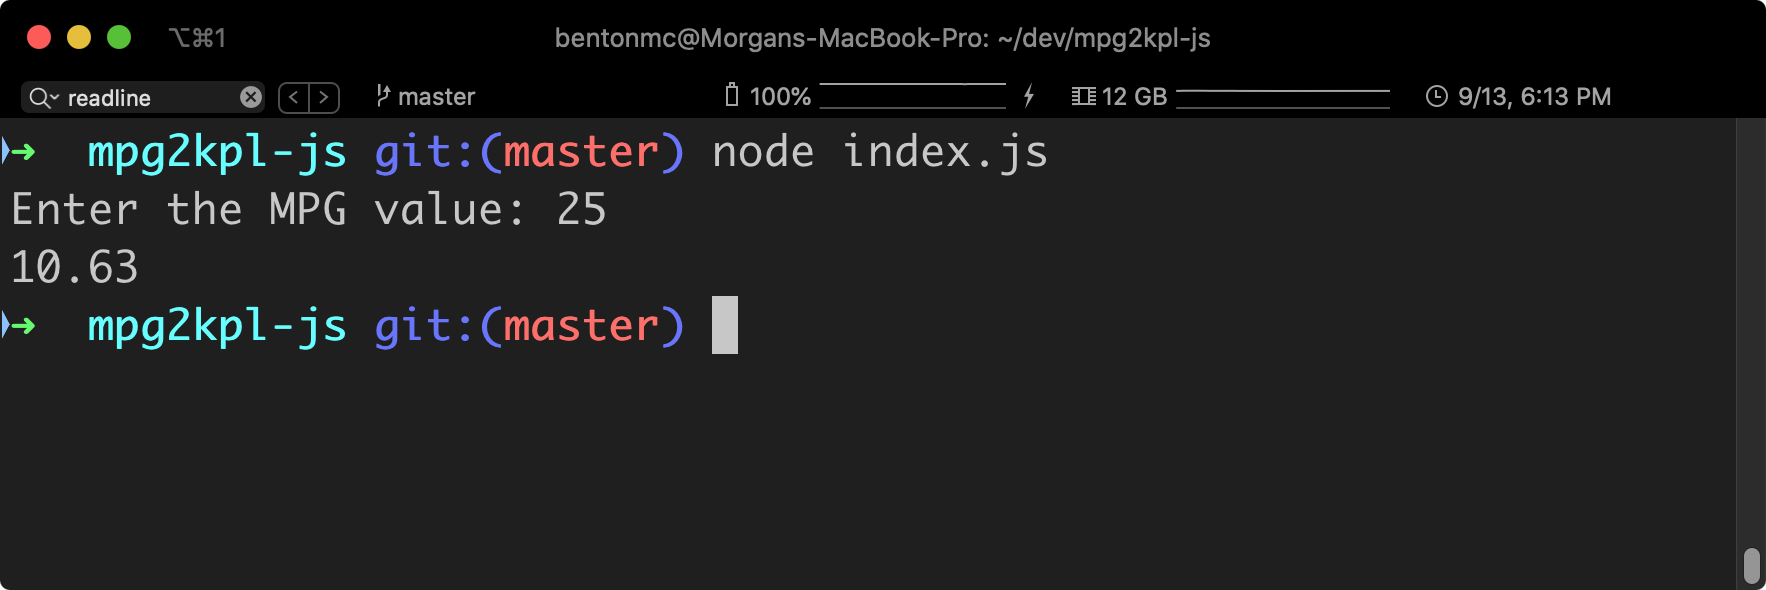 ⌥⌘1 bentonmc@Morgans-MacBook-Pro: ~/dev/mpg2kpl-js
readline master 100% 12 GB 9/13, 6:13 PM
➜ mpg2kpl-js git:(master) node index.js
Enter the MPG value: 25
10.63
➜ mpg2kpl-js git:(master)